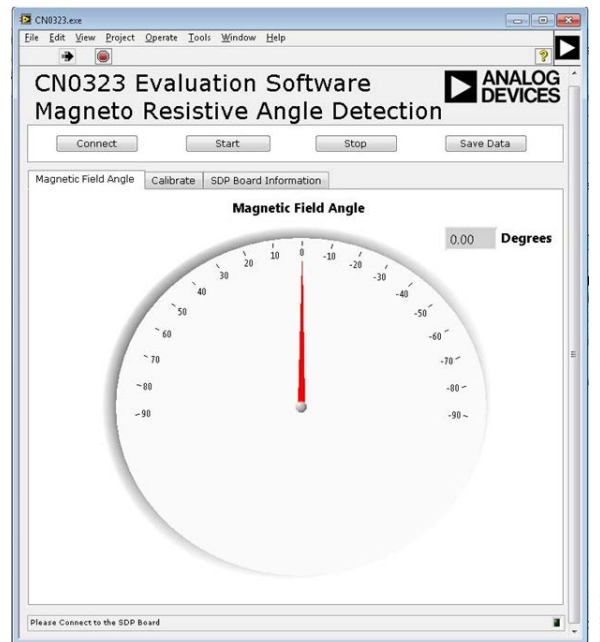 CN0323.exe
File Edit View Project Operate Tools Window Help
?
CN0323 Evaluation Software
Magneto Resistive Angle Detection
ANALOG
DEVICES
Connect Start Stop Save Data
Magnetic Field Angle Calibrate SDP Board Information
Magnetic Field Angle
0.00 Degrees
0
10 -10
20 -20
30 -30
40 -40
50 -50
60 -60
70 -70
80 -80
90 -90
Please Connect to the SDP Board